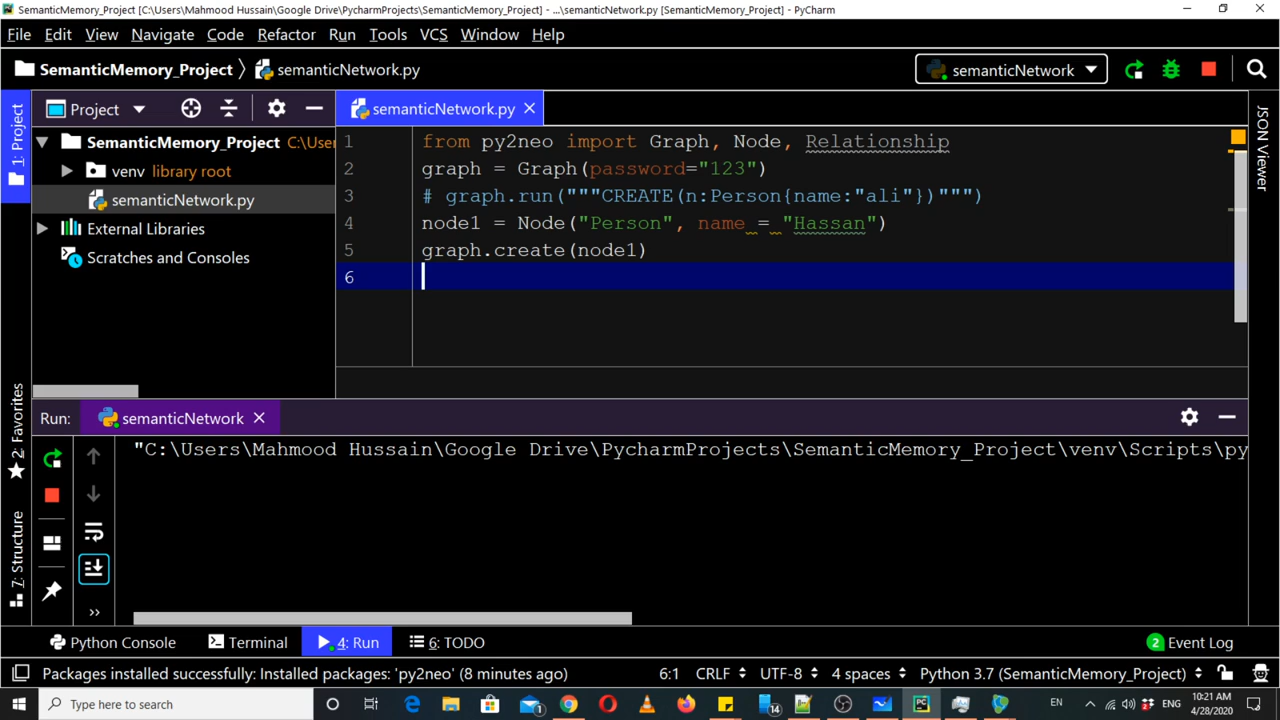 SemanticMemory_Project [C:\Users\Mahmood Hussain\Google Drive\PycharmProjects\SemanticMemory_Project] - ...\semanticNetwork.py [SemanticMemory_Project] - PyCharm
File Edit View Navigate Code Refactor Run Tools VCS Window Help
SemanticMemory_Project semanticNetwork.py semanticNetwork
1: Project
Project
semanticNetwork.py
JSON Viewer
SemanticMemory_Project C:\User
venv library root
semanticNetwork.py
External Libraries
Scratches and Consoles
1 from py2neo import Graph, Node, Relationship
2 graph = Graph(password="123")
3 # graph.run("""CREATE(n:Person{name:"ali"})""")
4 node1 = Node("Person", name = "Hassan")
5 graph.create(node1)
6
2: Favorites
7: Structure
Run: semanticNetwork
"C:\Users\Mahmood Hussain\Google Drive\PycharmProjects\SemanticMemory_Project\venv\Scripts\py
Python Console Terminal 4: Run 6: TODO 2 Event Log
Packages installed successfully: Installed packages: 'py2neo' (8 minutes ago) 6:1 CRLF UTF-8 4 spaces Python 3.7 (SemanticMemory_Project)
Type here to search 1 14 EN ENG 10:21 AM
4/28/2020